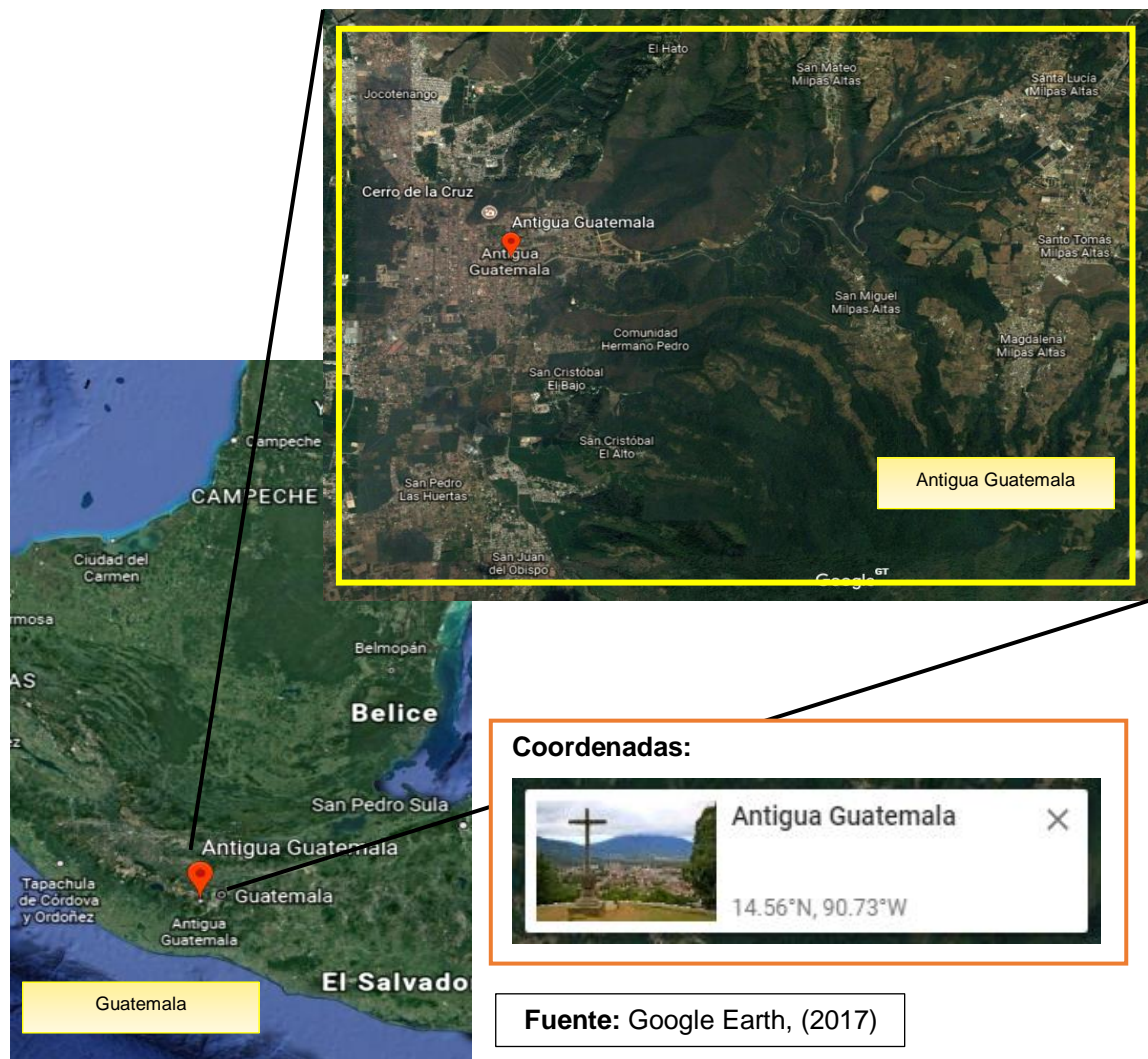 El Hato
San Mateo
Milpas Altas
Santa Lucía
Milpas Altas
Jocotenango
Cerro de la Cruz
Antigua Guatemala
Antigua
Guatemala
Santo Tomás
Milpas Altas
San Miguel
Milpas Altas
Comunidad
Hermano Pedro
Magdalena
Milpas Altas
San Cristóbal
El Bajo
San Cristóbal
El Alto
San Pedro
Las Huertas
Antigua Guatemala
San Juan
del Obispo
Google
GT
Campeche
CAMPECHE
Ciudad del
Carmen
rmosa
Belmopán
AS
Belice
San Pedro Sula
Antigua Guatemala
Tapachula
de Córdova
y Ordoñez
Guatemala
Antigua
Guatemala
El Salvado
Guatemala
Coordenadas:
Antigua Guatemala
14.56°N, 90.73°W
Fuente: Google Earth, (2017)